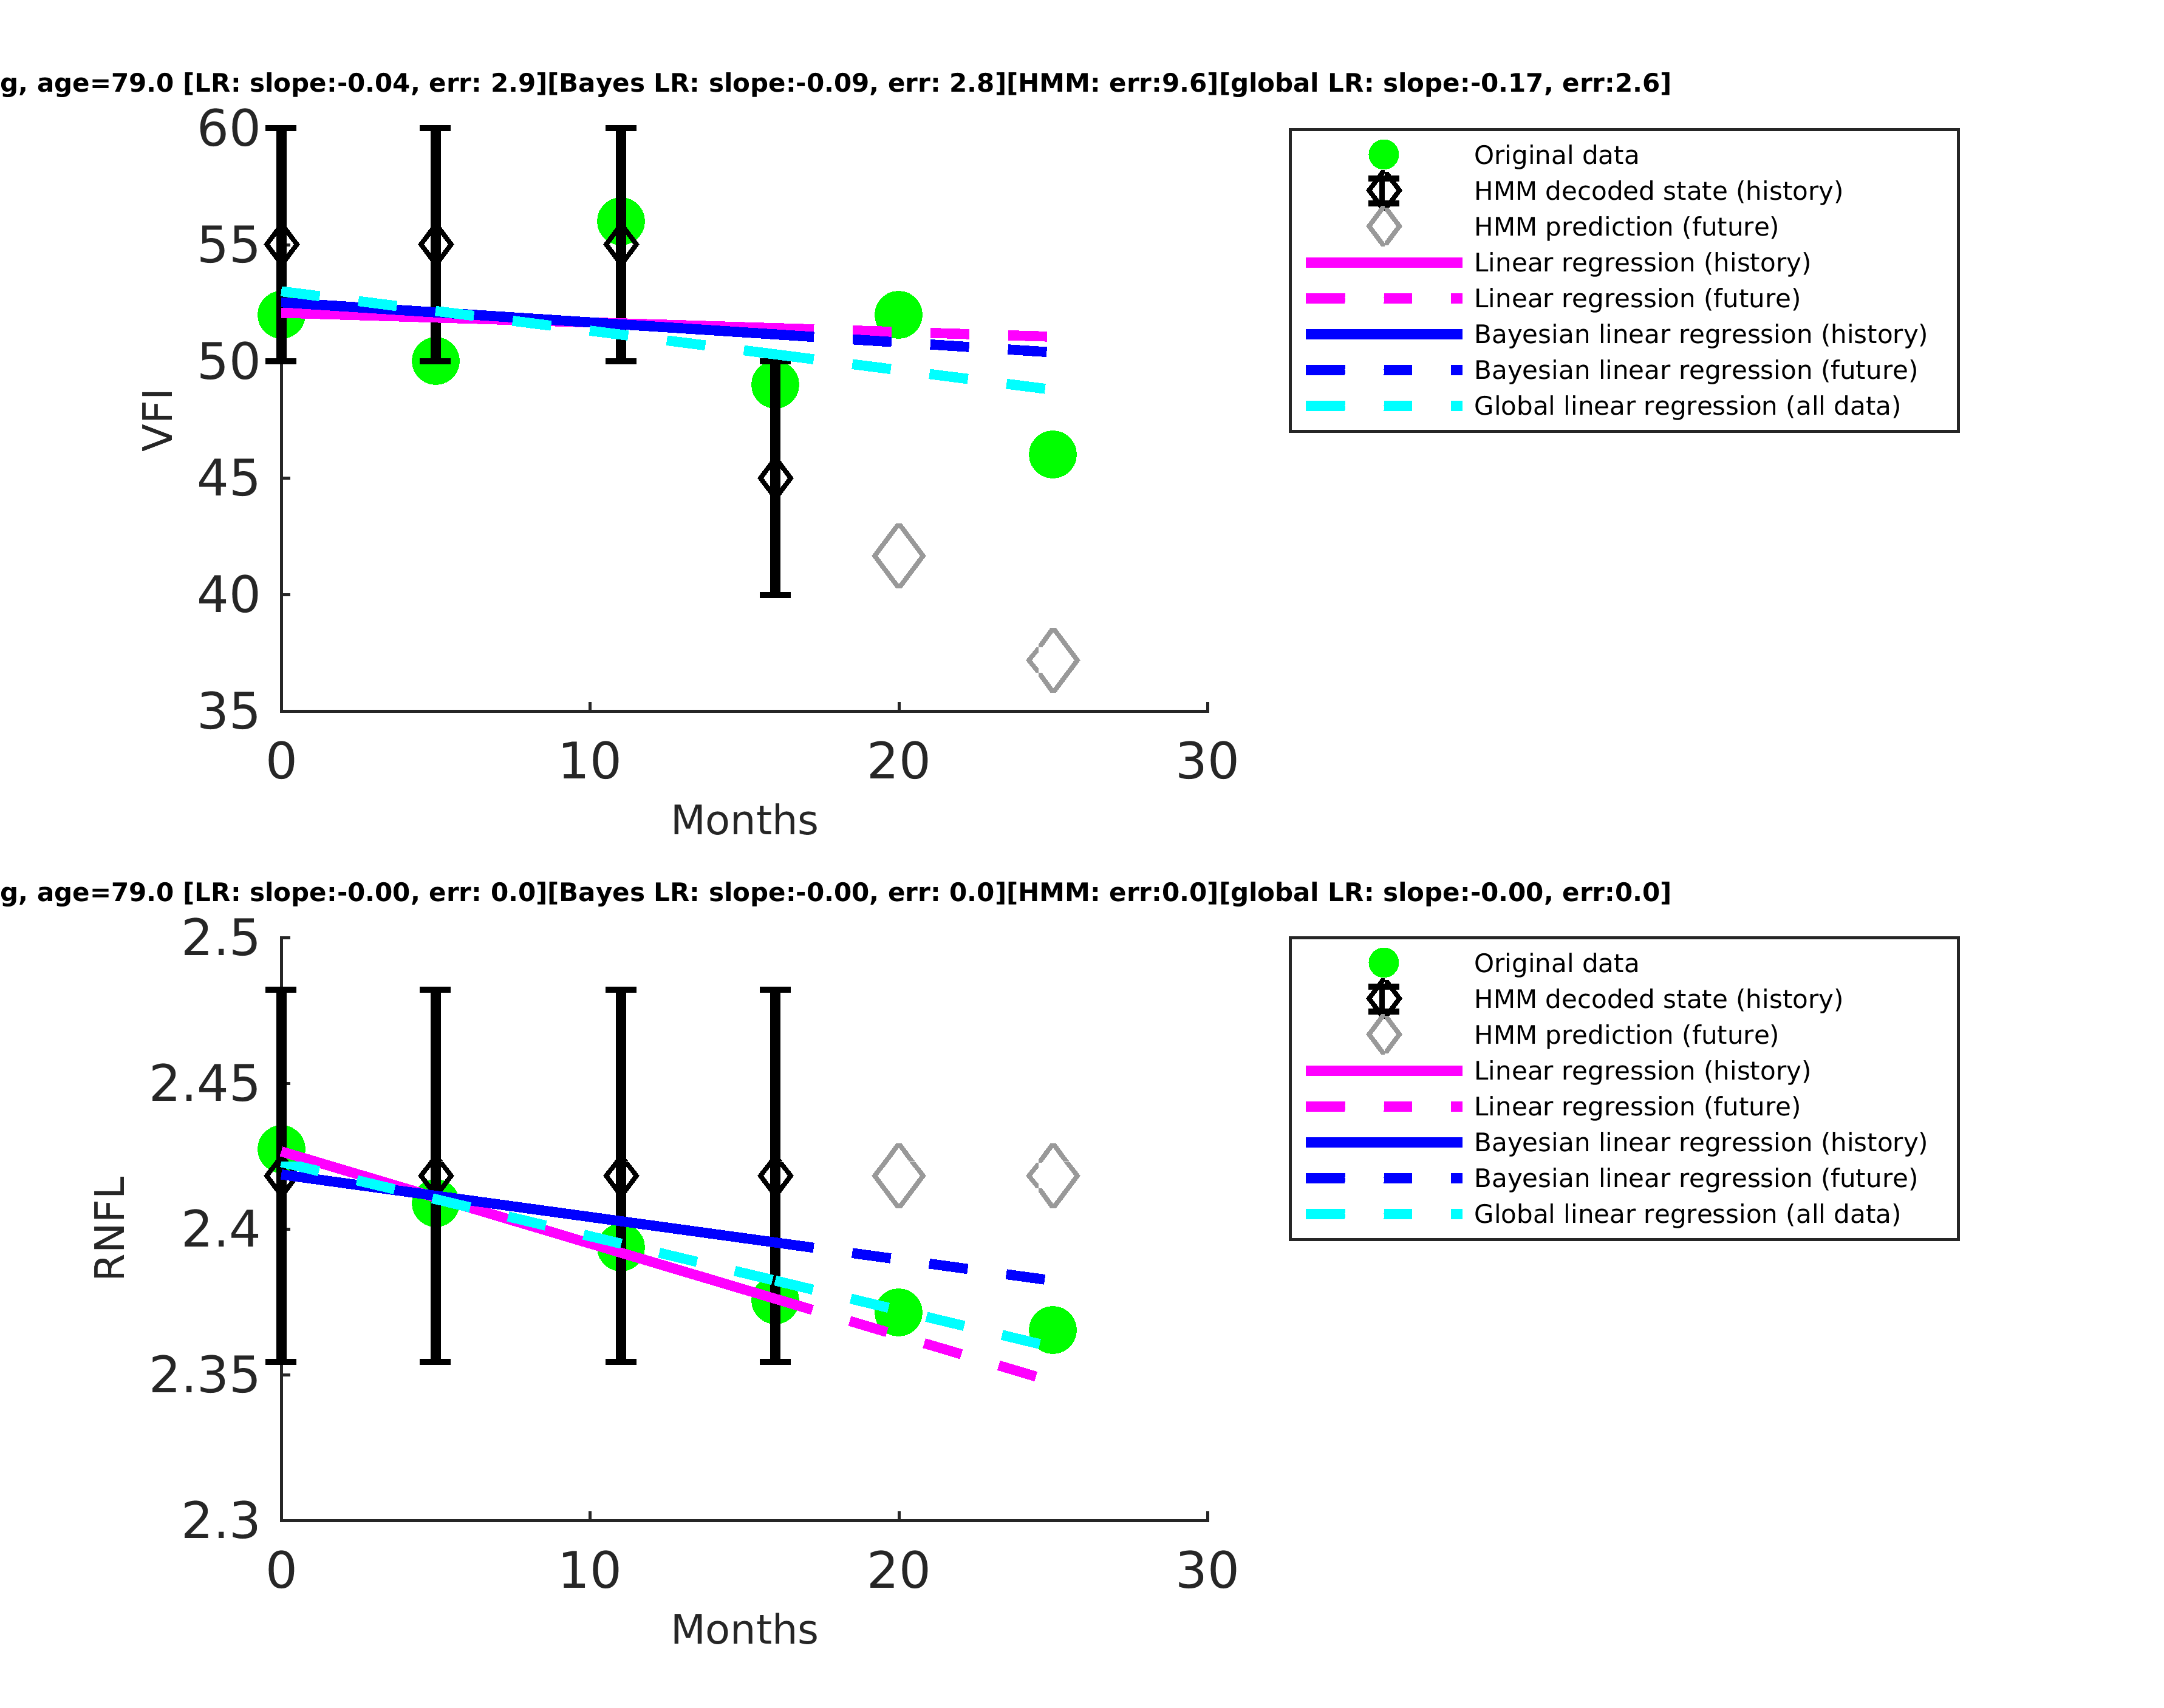 g, age=79.0 [LR: slope:-0.04, err: 2.9][Bayes LR: slope:-0.09, err: 2.8][HMM: err:9.6][global LR: slope:-0.17, err:2.6]
60
55
50
45
40
35
VFI
0 10 20 30
Months
Original data
HMM decoded state (history)
HMM prediction (future)
Linear regression (history)
Linear regression (future)
Bayesian linear regression (history)
Bayesian linear regression (future)
Global linear regression (all data)
g, age=79.0 [LR: slope:-0.00, err: 0.0][Bayes LR: slope:-0.00, err: 0.0][HMM: err:0.0][global LR: slope:-0.00, err:0.0]
2.5
2.45
2.4
2.35
2.3
RNFL
0 10 20 30
Months
Original data
HMM decoded state (history)
HMM prediction (future)
Linear regression (history)
Linear regression (future)
Bayesian linear regression (history)
Bayesian linear regression (future)
Global linear regression (all data)